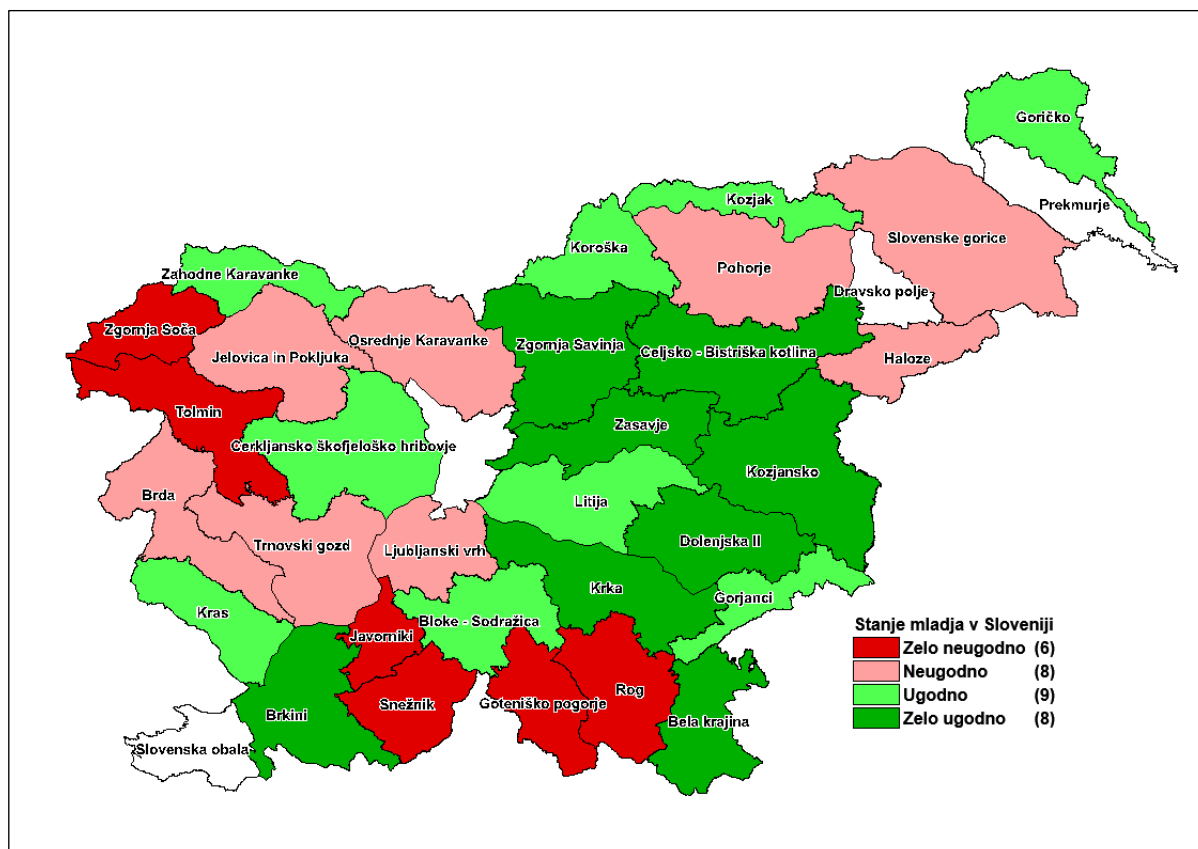 Goričko
Kozjak
Prekmurje
Slovenske gorice
Koroška
Pohorje
Zahodne Karavanke
Dravsko polje
Zgornja Soča
Osrednje Karavanke
Zgornja Savinja
Celjsko - Bistriška kotlina
Jelovica in Pokljuka
Haloze
Tolmin
Zasavje
Cerkljansko škofjeloško hribovje
Kozjansko
Brda
Litija
Trnovski gozd
Ljubljanski vrh
Dolenjska II
Krka
Gorjanci
Kras
Bloke - Sodražica
Javorniki
Stanje mladja v Sloveniji
Zelo neugodno (6)
Neugodno (8)
Ugodno (9)
Zelo ugodno (8)
Rog
Snežnik
Goteniško pogorje
Brkini
Bela krajina
Slovenska obala